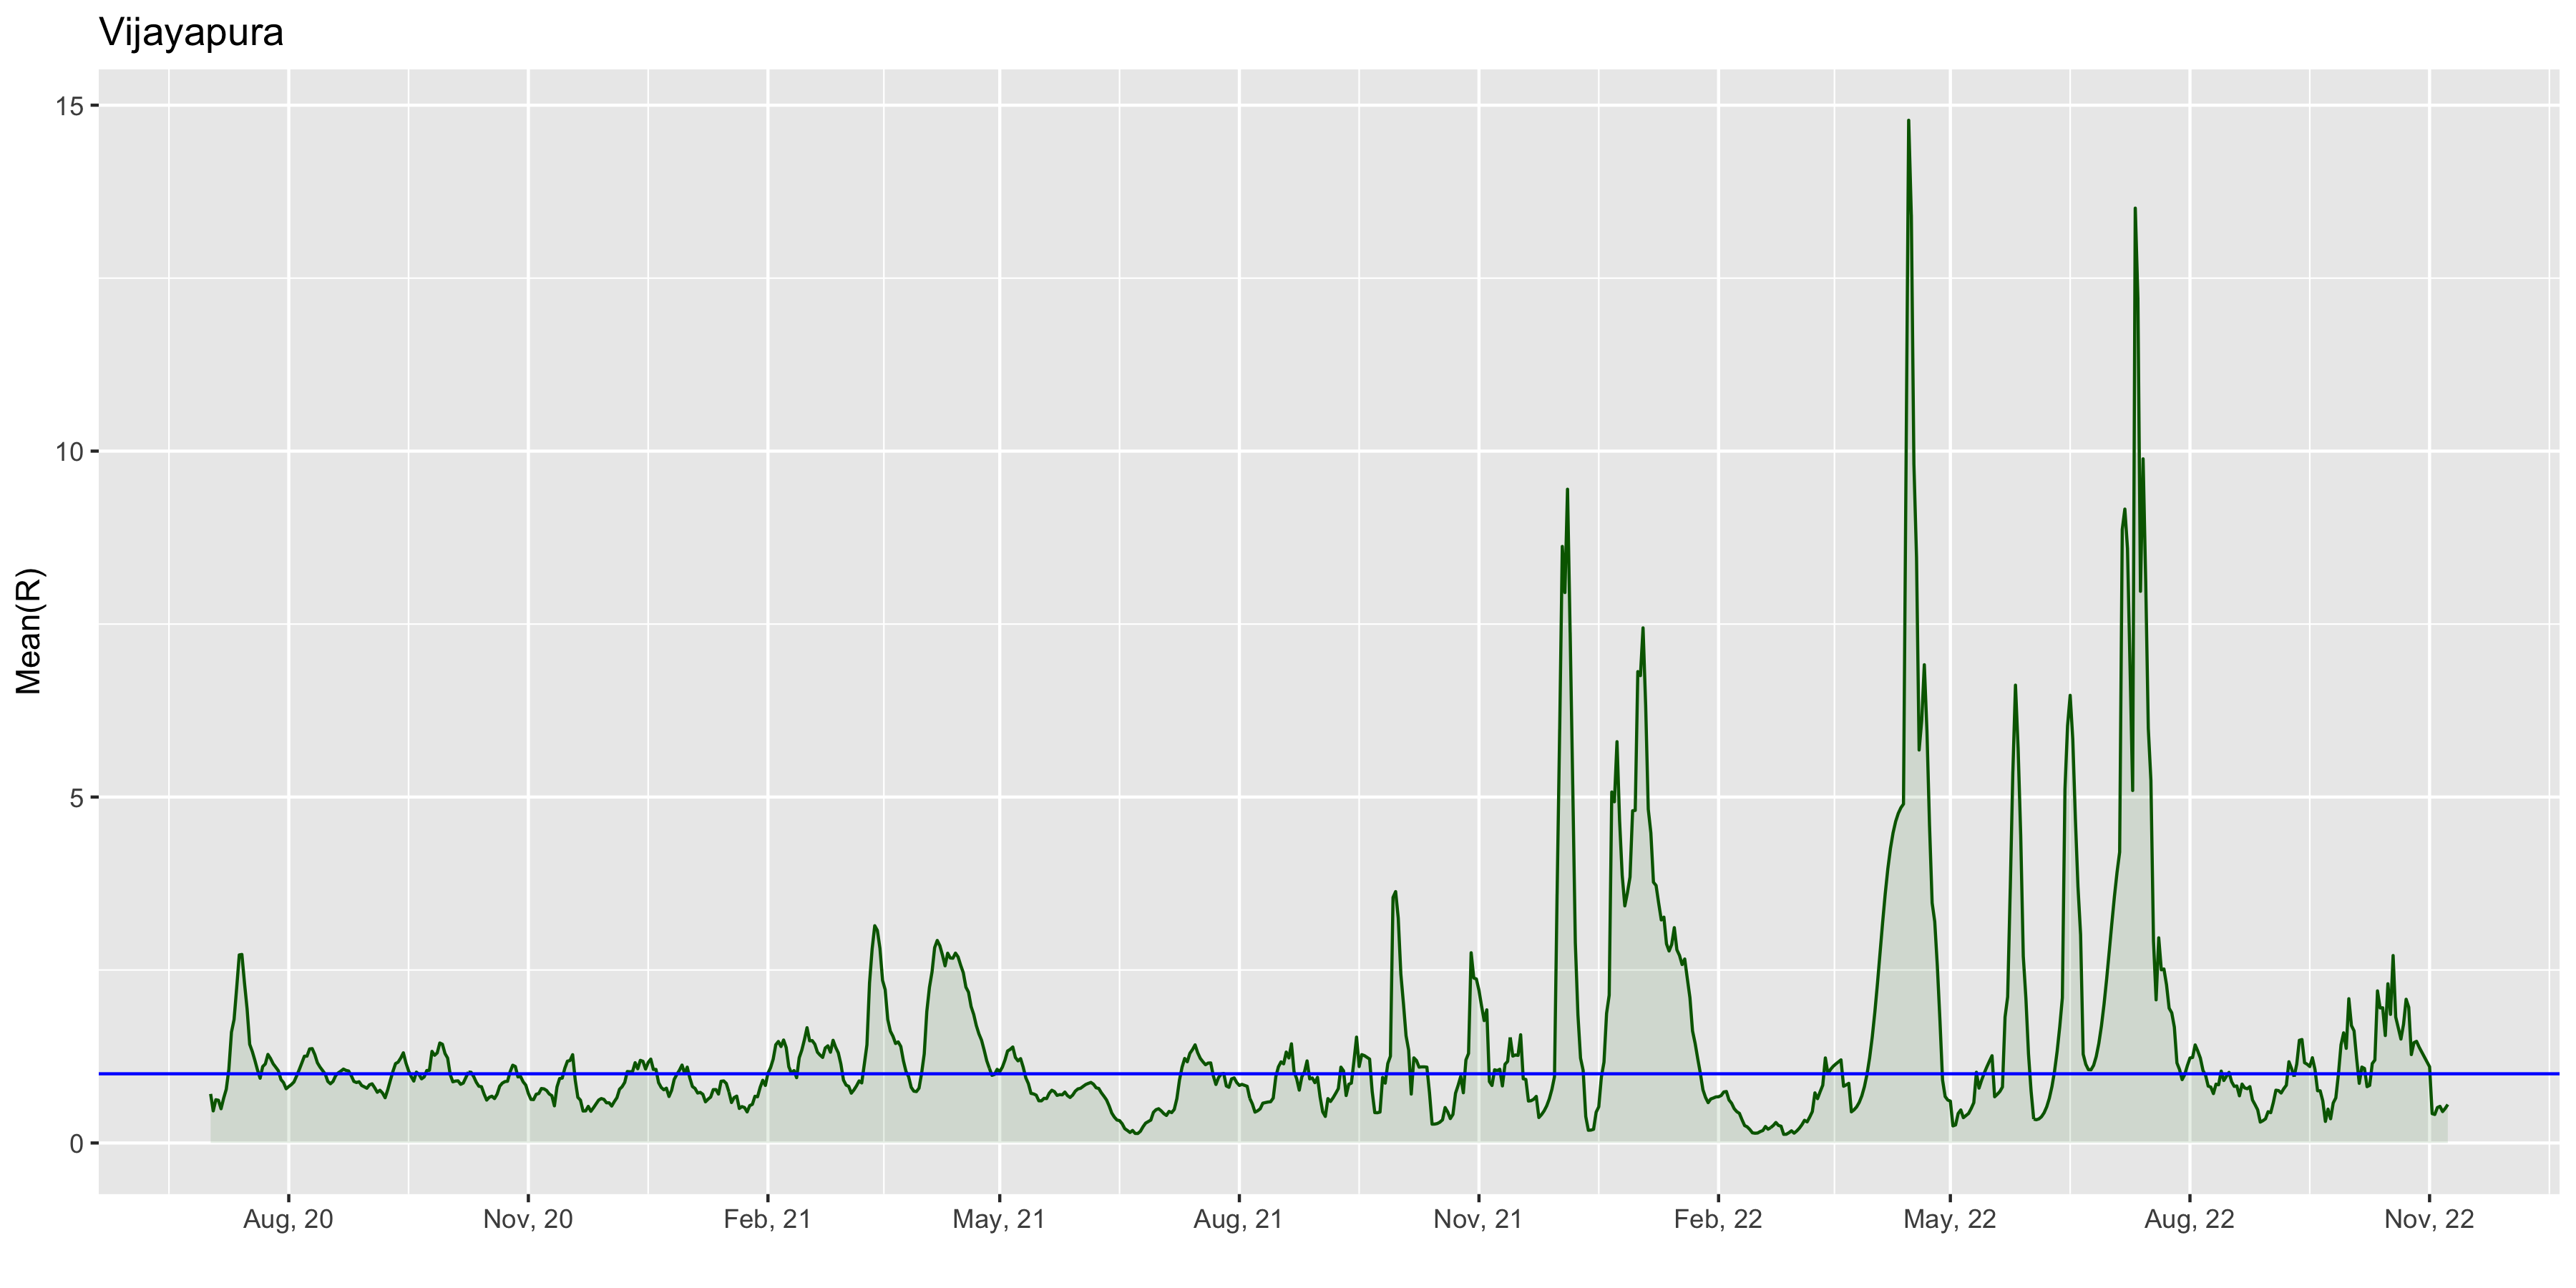 Vijayapura
Mean(R)
15
10
5
0
Aug, 20
Nov, 20
Feb, 21
May, 21
Aug, 21
Nov, 21
Feb, 22
May, 22
Aug, 22
Nov, 22